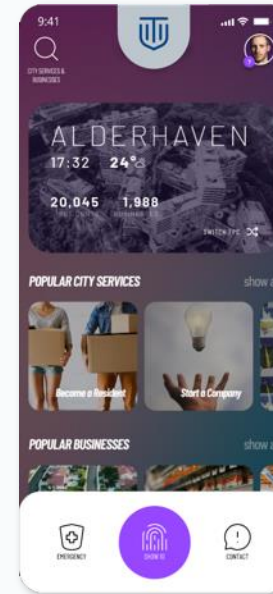 9:41
CITY SERVICES &
BUSINESSES
ALDERHAVEN
17:32 24°
20,045 1,988
SWITCH TYPE
POPULAR CITY SERVICES show a
Become a Resident Start a Company
POPULAR BUSINESSES show a
EMERGENCY SHOW ID CONTACT